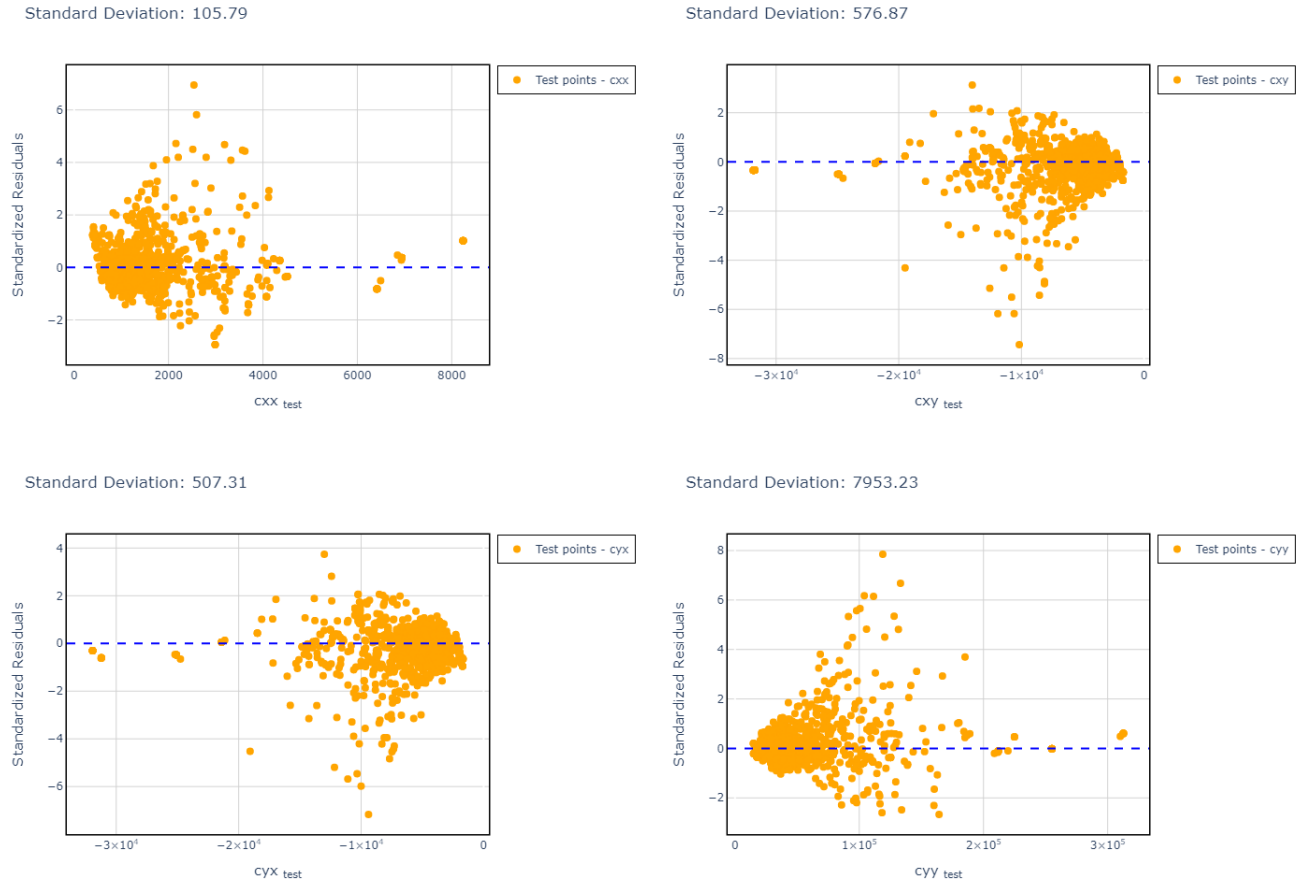 Standard Deviation: 105.79
Test points - cxx
Standardized Residuals
6
4
2
0
−2
0 2000 4000 6000 8000
cxx test
Standard Deviation: 576.87
Test points - cxy
Standardized Residuals
2
0
−2
−4
−6
−8
−3×10⁴ −2×10⁴ −1×10⁴ 0
cxy test
Standard Deviation: 507.31
Test points - cyx
Standardized Residuals
4
2
0
−2
−4
−6
−3×10⁴ −2×10⁴ −1×10⁴ 0
cyx test
Standard Deviation: 7953.23
Test points - cyy
Standardized Residuals
8
6
4
2
0
−2
0 1×10⁵ 2×10⁵ 3×10⁵
cyy test